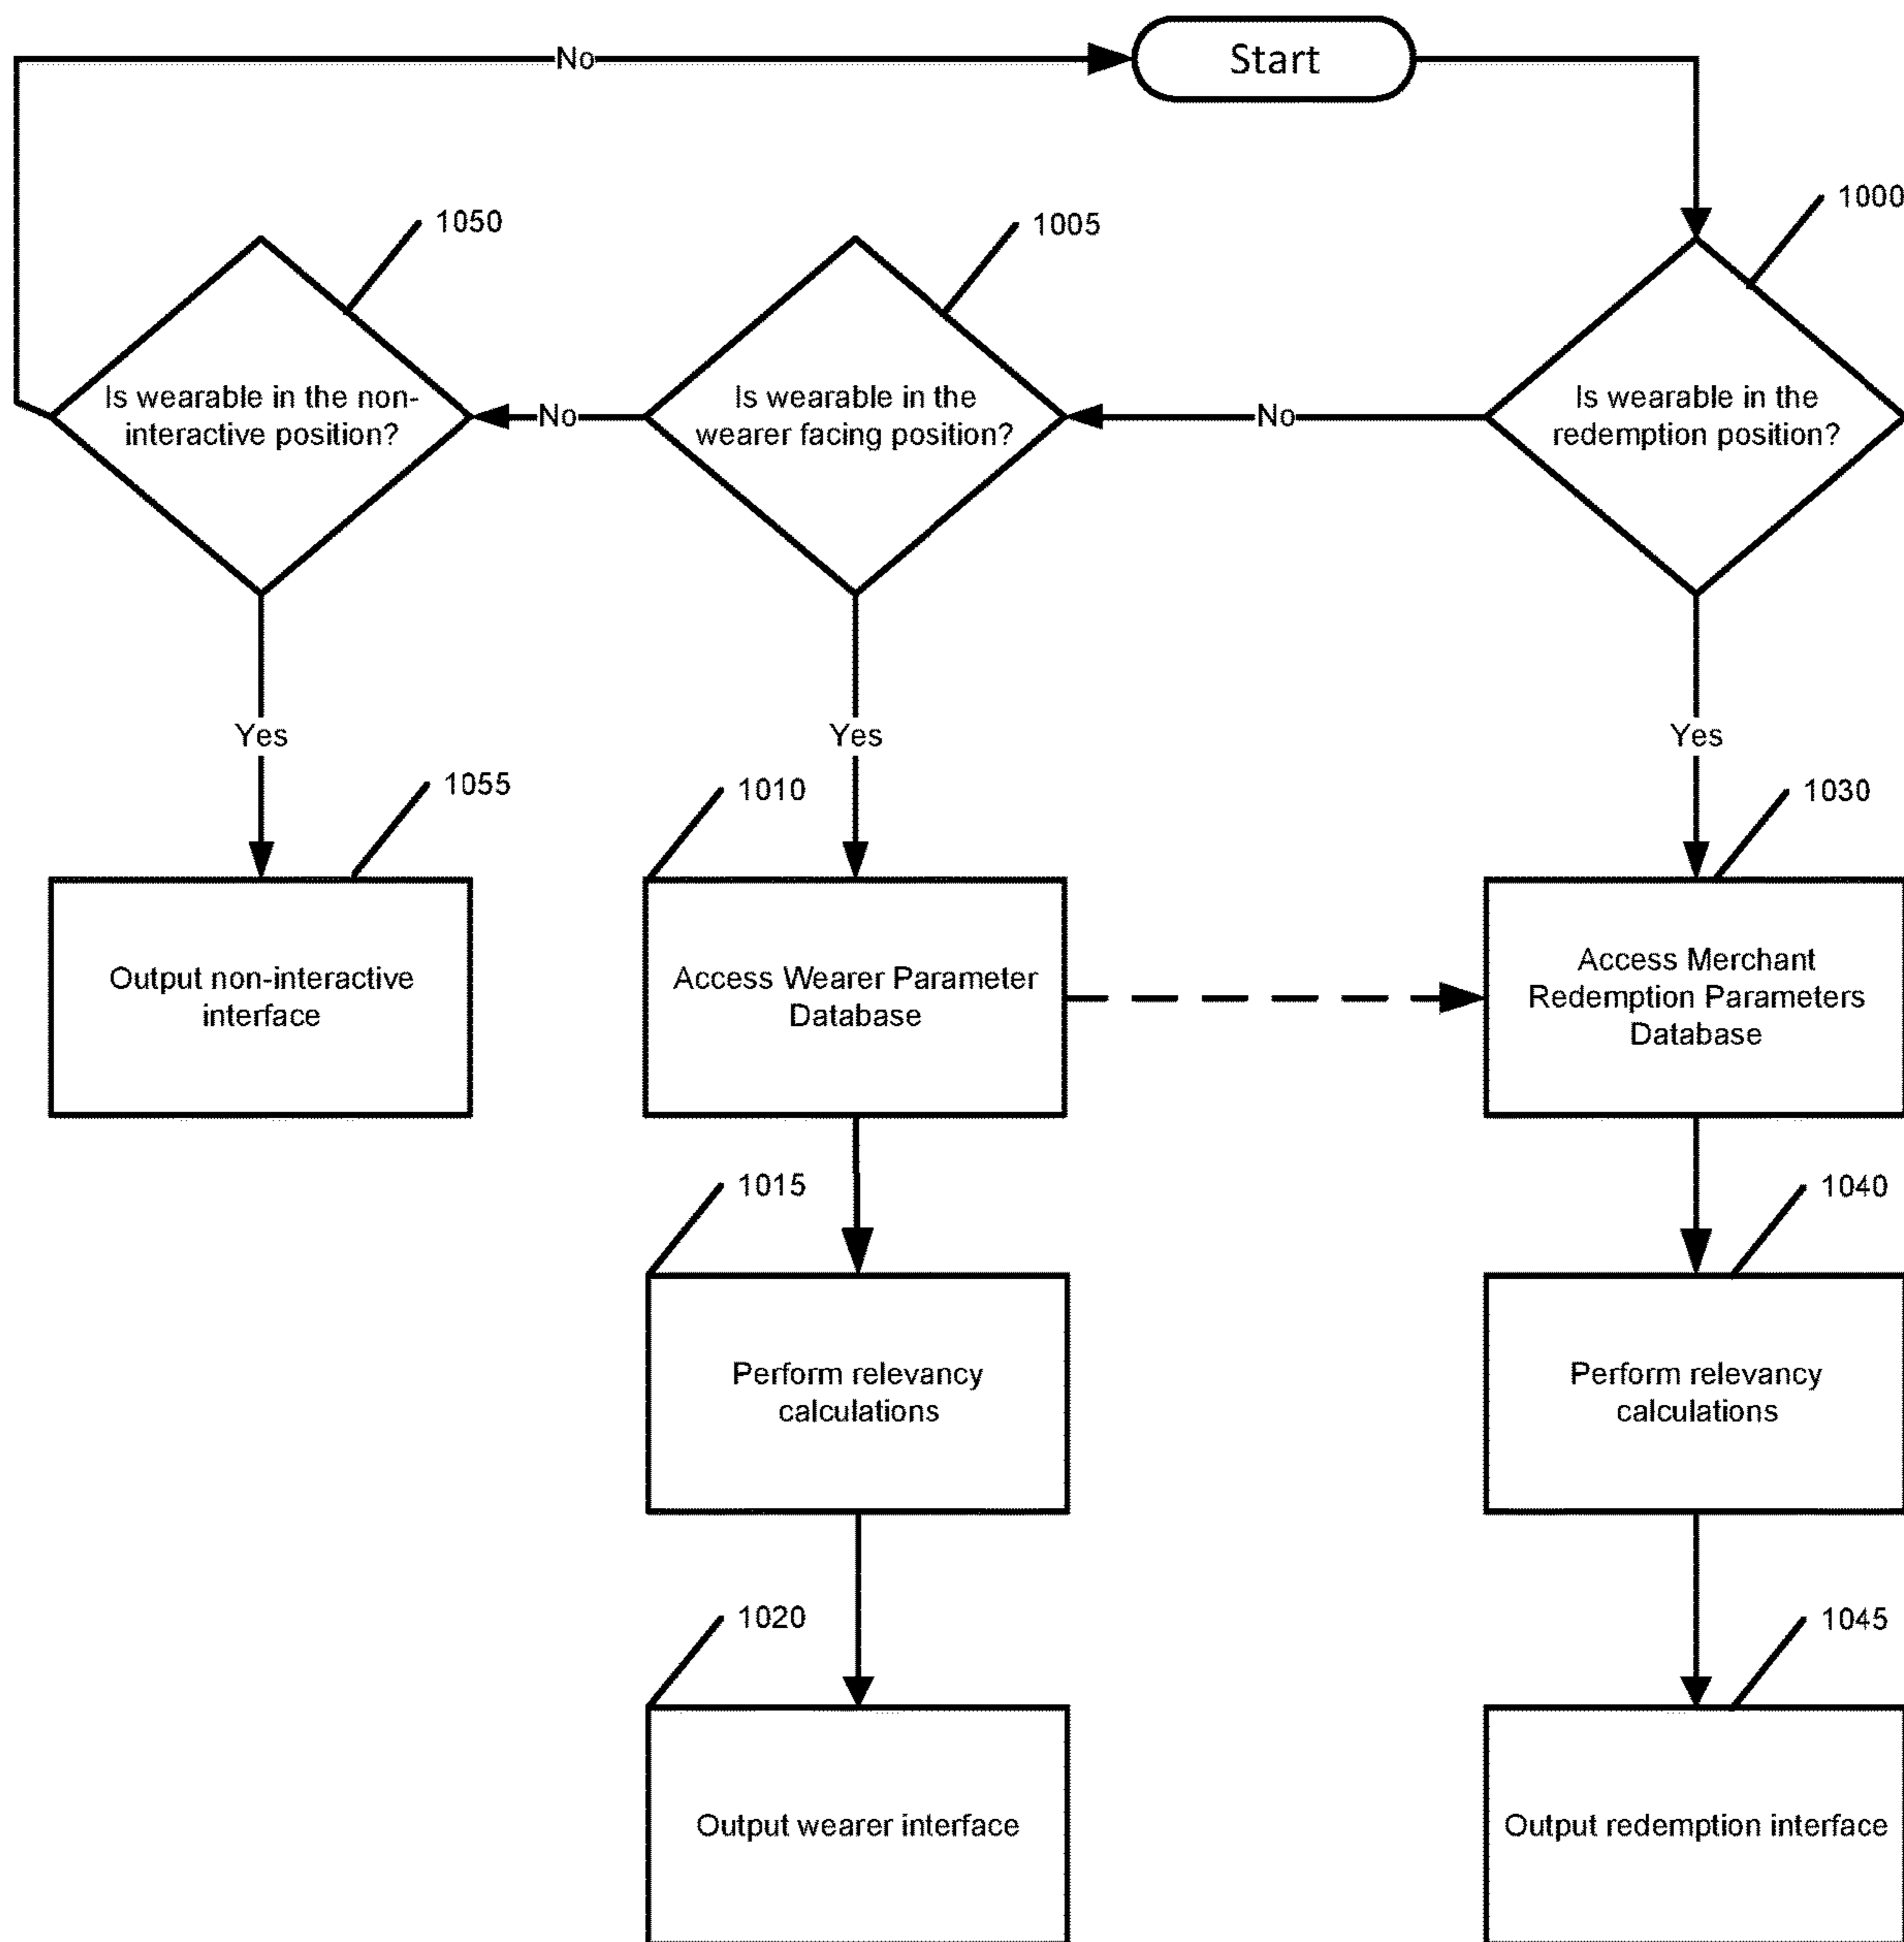 No
Start
1050
1005
1000
Is wearable in the non-
interactive position?
No
Is wearable in the
wearer facing position?
No
Is wearable in the
redemption position?
Yes
Yes
Yes
1055
1010
1030
Output non-interactive
interface
Access Wearer Parameter
Database
Access Merchant
Redemption Parameters
Database
1015
1040
Perform relevancy
calculations
Perform relevancy
calculations
1020
1045
Output wearer interface
Output redemption interface